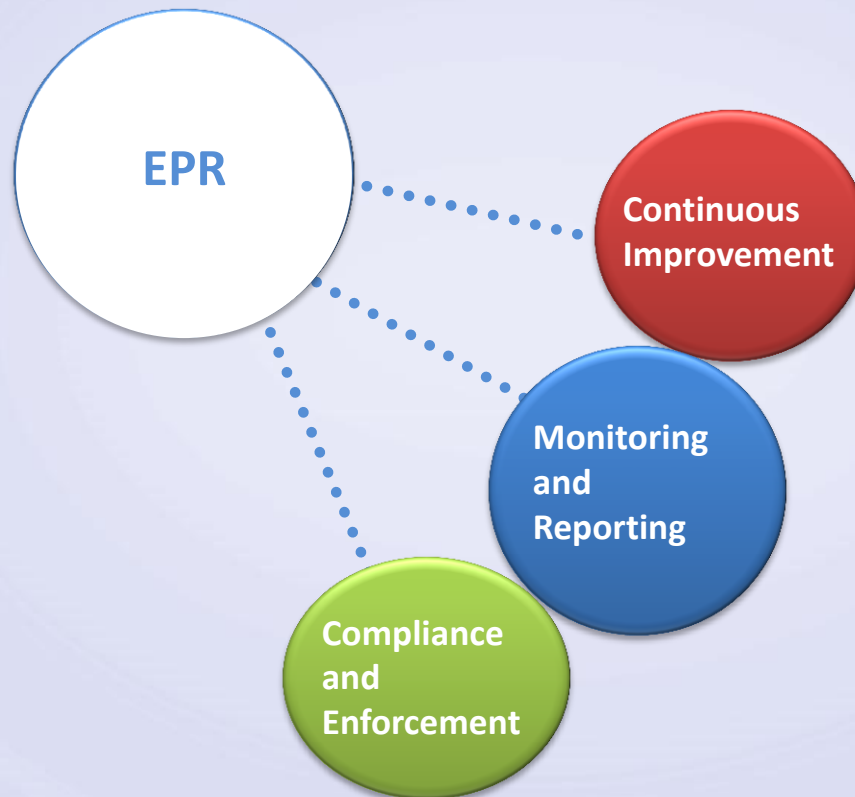 EPR
Continuous
Improvement
Monitoring
and
Reporting
Compliance
and
Enforcement